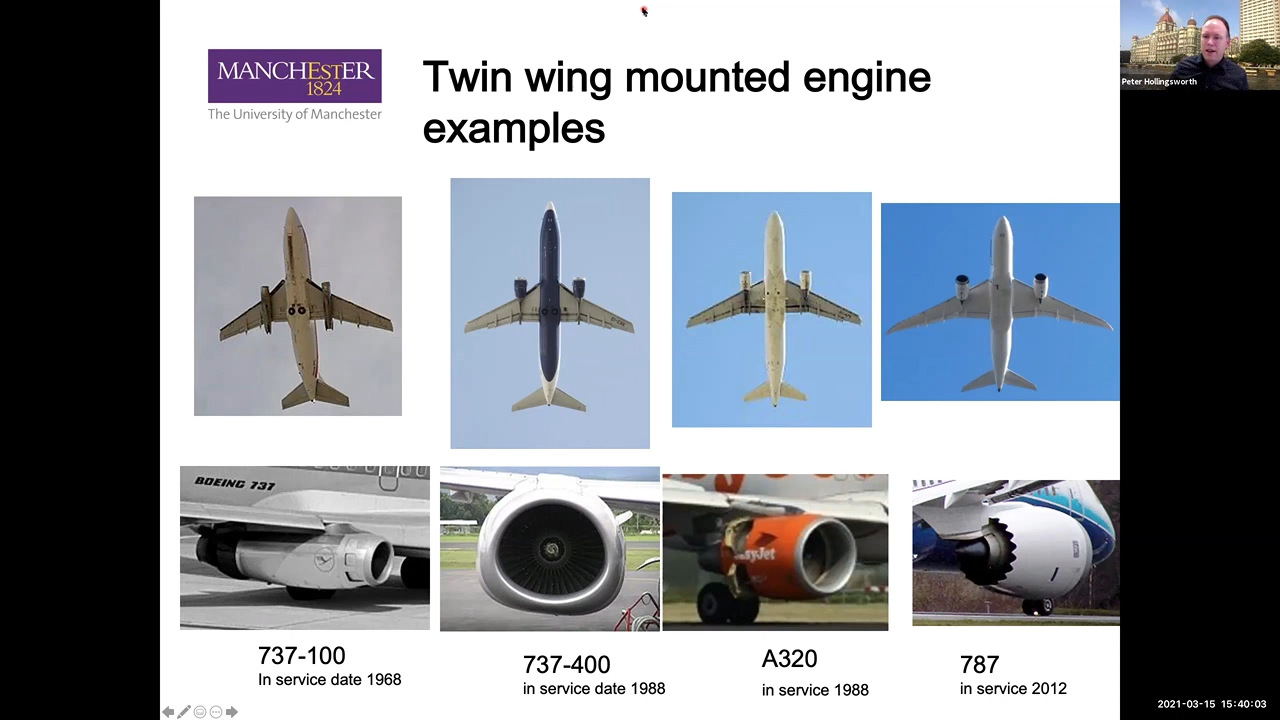 MANCHESTER
1824
The University of Manchester
Twin wing mounted engine
examples
Peter Hollingsworth
BOEING 737
easyJet
737-100
In service date 1968
737-400
in service date 1988
A320
in service 1988
787
in service 2012
2021-03-15 15:40:03